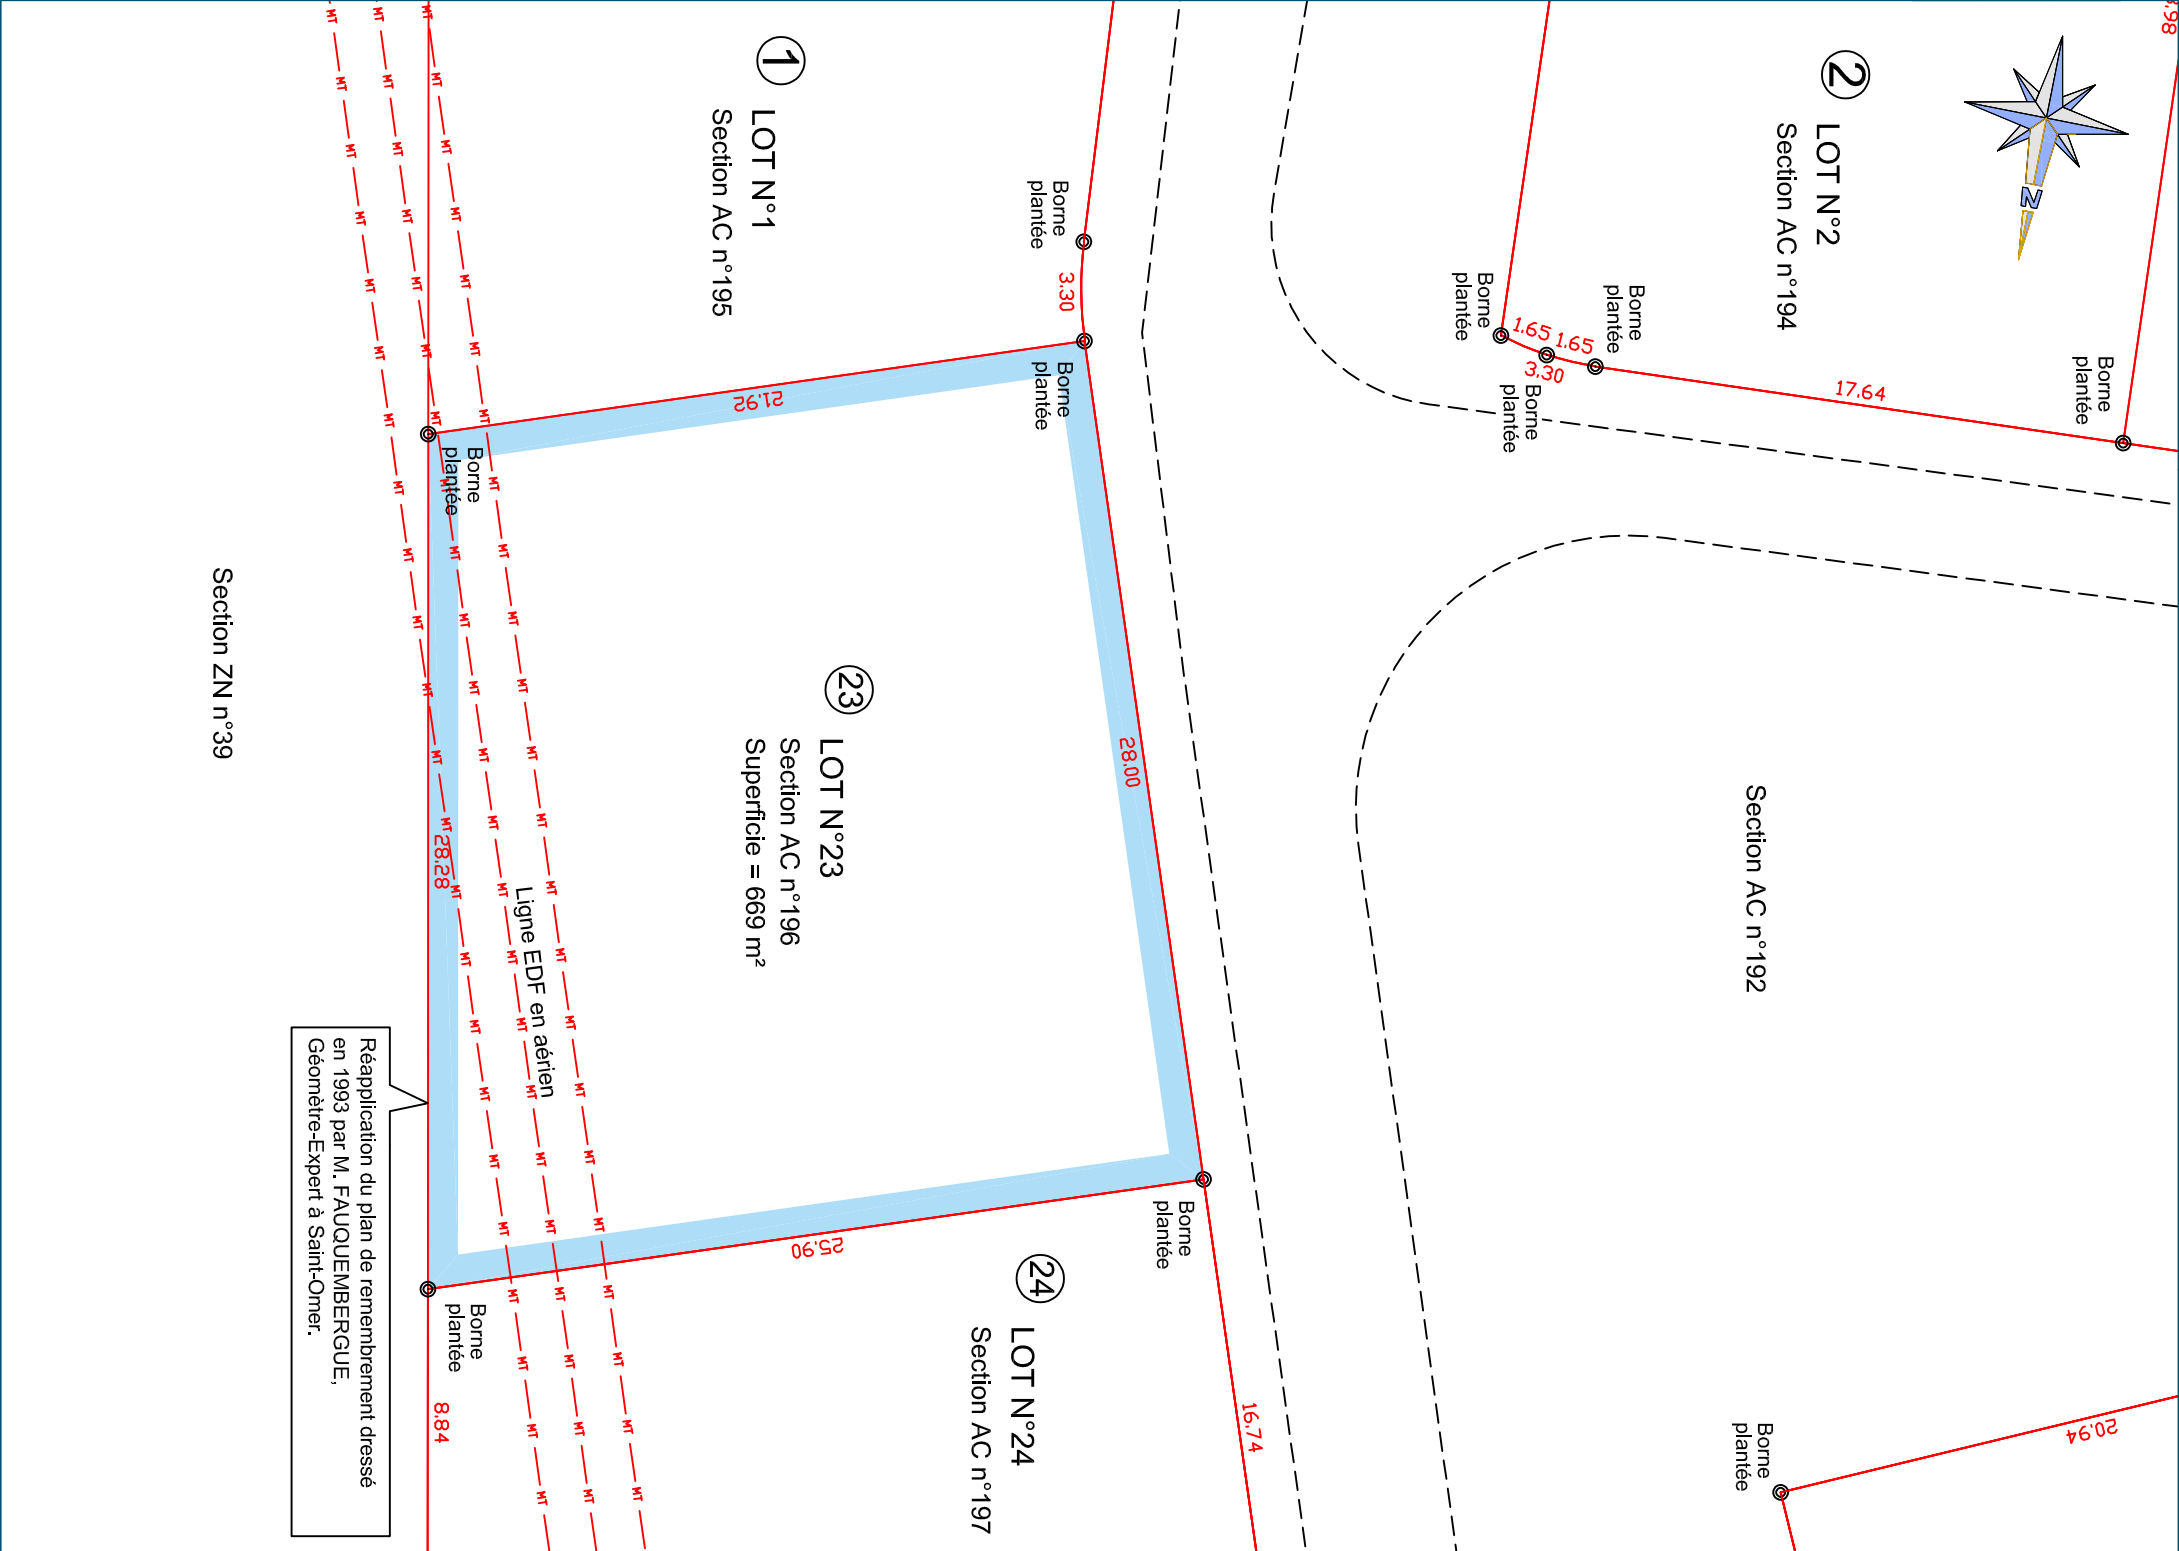 1
LOT N°1
Section AC n°195
2
LOT N°2
Section AC n°194
N
Borne
plantée
3.30
Borne
plantée
Borne
plantée
1.65
1.65
3.30
Borne
plantée
Borne
plantée
17.64
Borne
plantée
21.92
Borne
plantée
28.00
23
LOT N°23
Section AC n°196
Superficie = 669 m²
Section AC n°192
Section ZN n°39
28.28
Ligne EDF en aérien
MT
Réapplication du plan de remembrement dressé
en 1993 par M. FAUQUEMBERGUE,
Géomètre-Expert à Saint-Omer.
25.90
Borne
plantée
Borne
plantée
8.84
24
LOT N°24
Section AC n°197
16.74
Borne
plantée
20.94